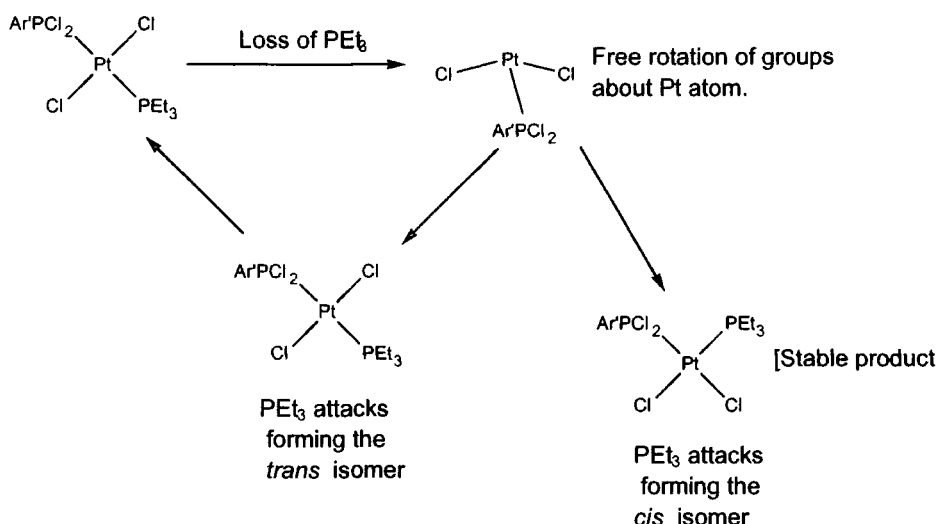 Ar'PCl2
Cl
Pt
Cl
PEt3
Loss of PEt3
Pt
Cl
Cl
Ar'PCl2
Free rotation of groups
about Pt atom.
Ar'PCl2
Cl
Pt
Cl
PEt3
PEt3 attacks
forming the
trans isomer
Ar'PCl2
PEt3
Pt
Cl
Cl
[Stable product
PEt3 attacks
forming the
cis isomer